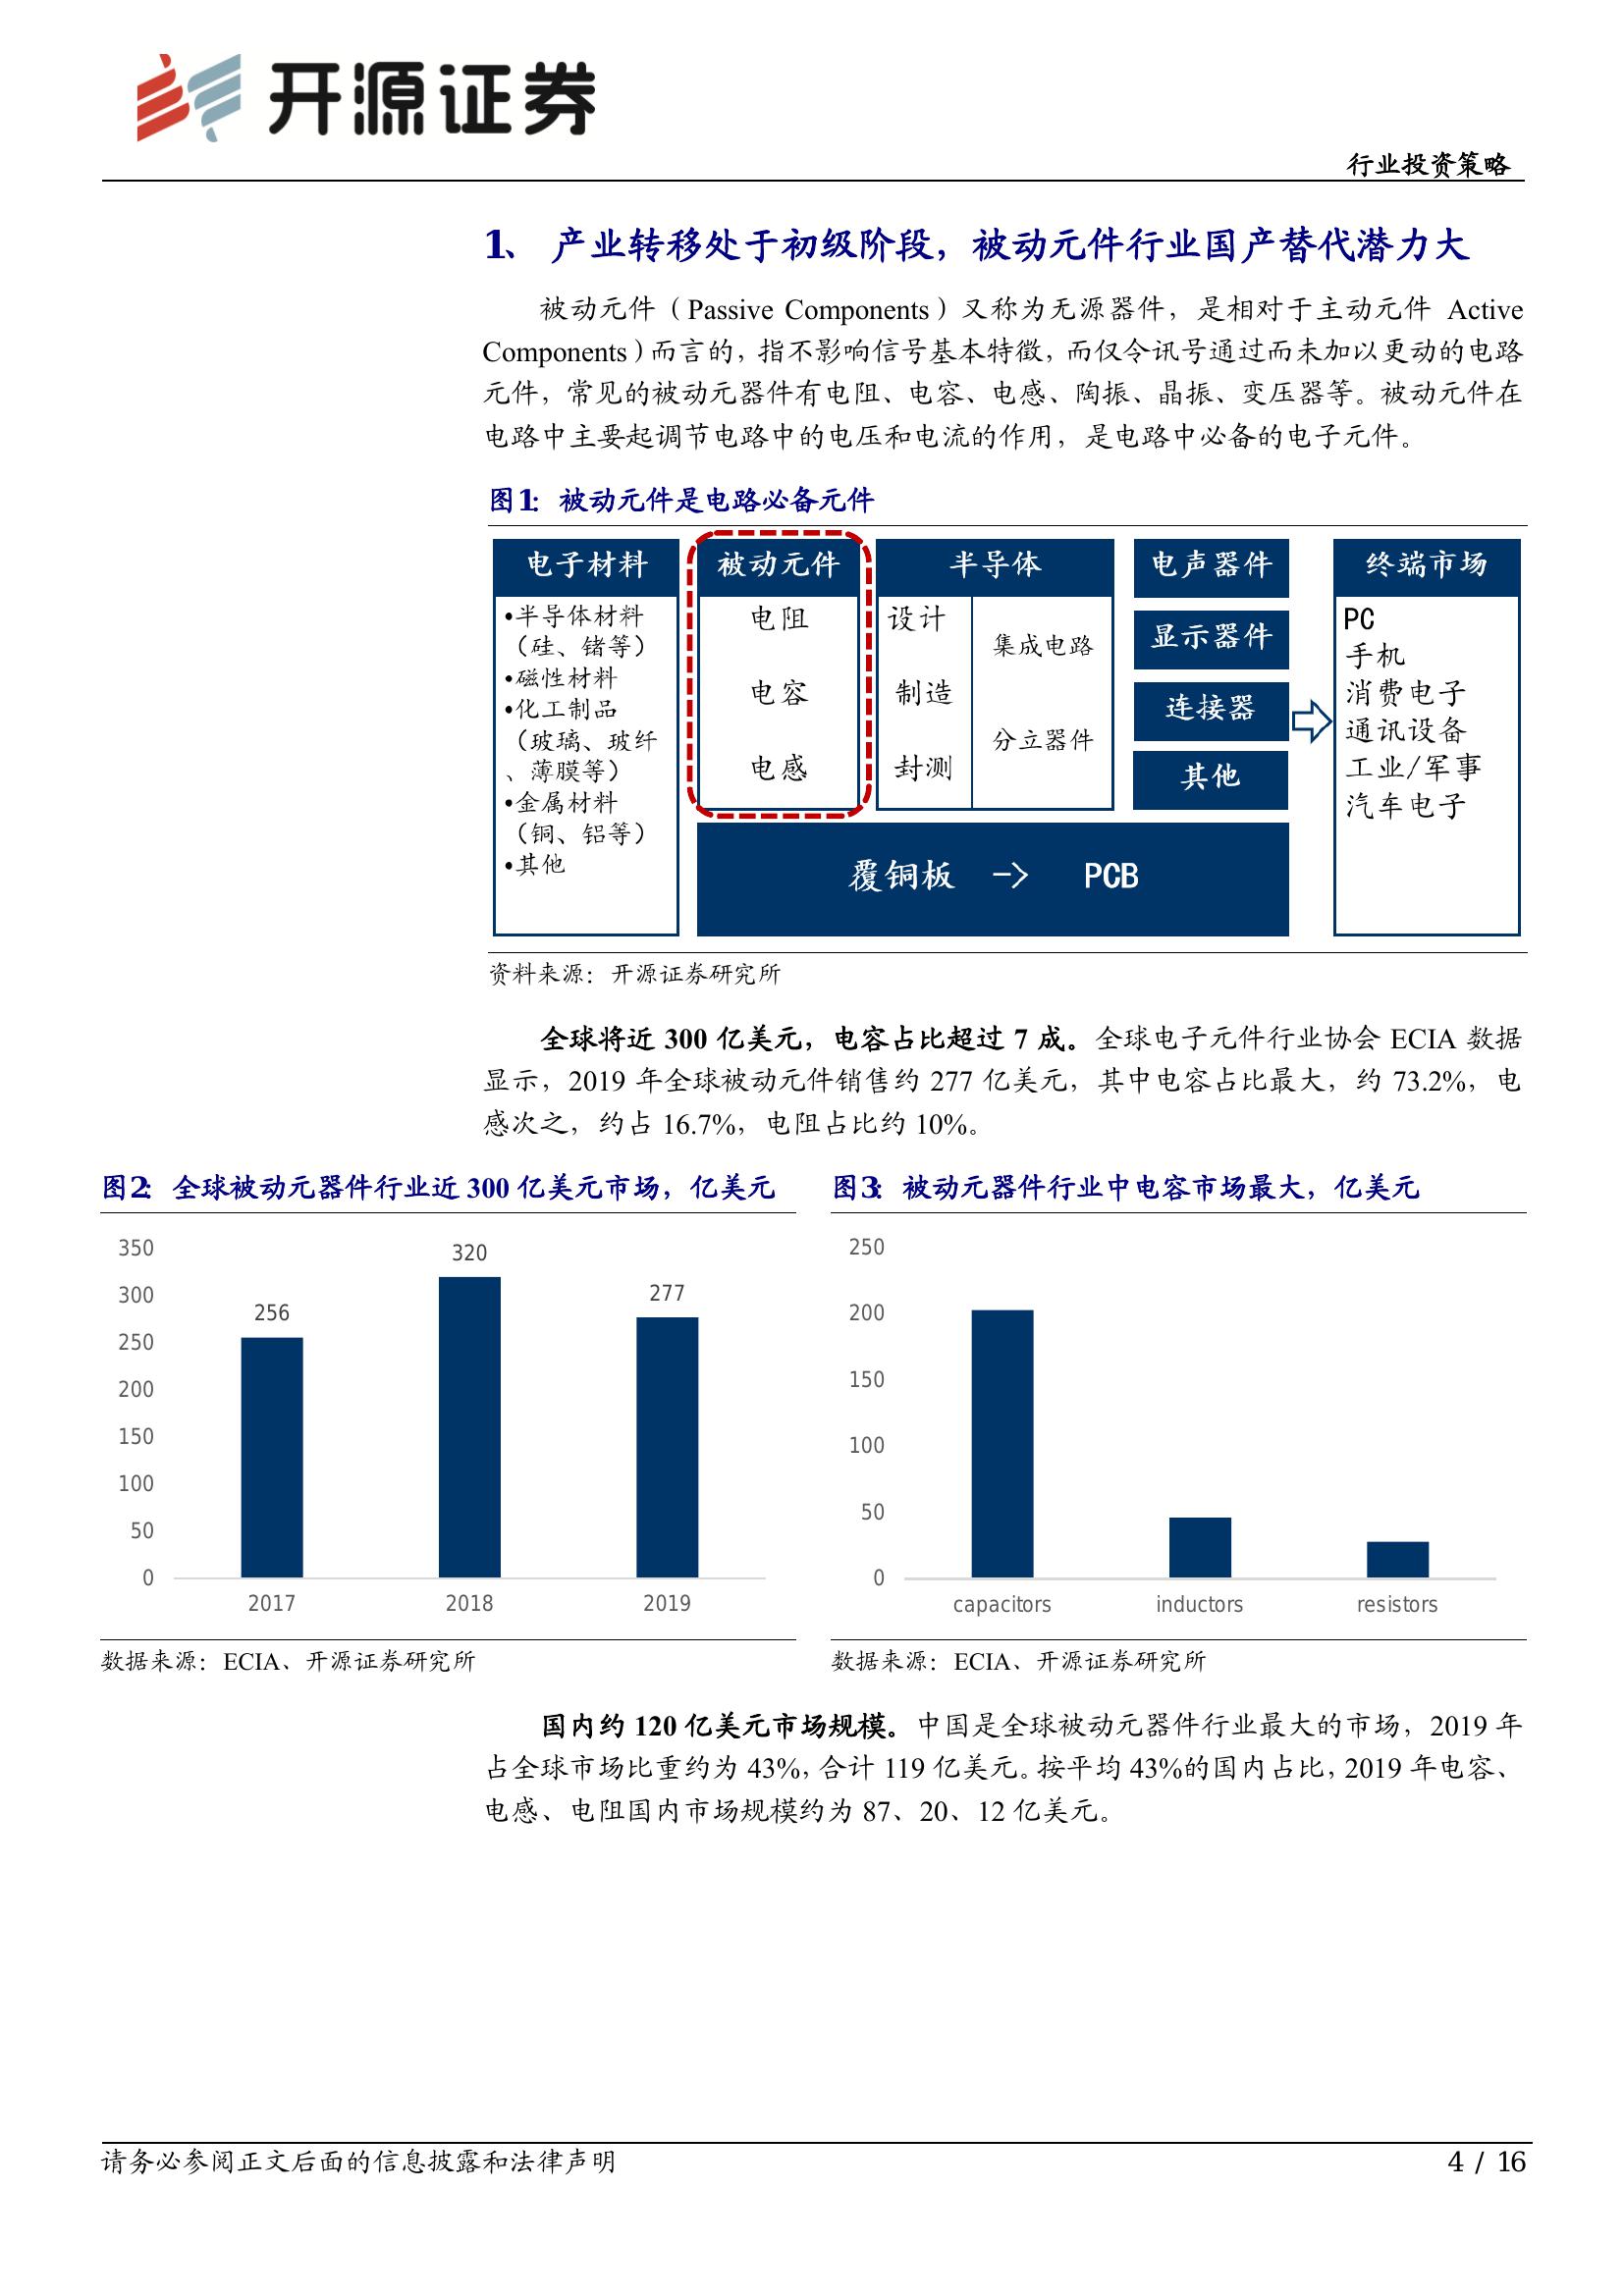 开源证券
行业投资策略
1、 产业转移处于初级阶段，被动元件行业国产替代潜力大
被动元件（Passive Components）又称为无源器件，是相对于主动元件 Active
Components）而言的，指不影响信号基本特徵，而仅令讯号通过而未加以更动的电路
元件，常见的被动元器件有电阻、电容、电感、陶振、晶振、变压器等。被动元件在
电路中主要起调节电路中的电压和电流的作用，是电路中必备的电子元件。
图1：被动元件是电路必备元件
电子材料
•半导体材料
（硅、锗等）
•磁性材料
•化工制品
（玻璃、玻纤
、薄膜等）
•金属材料
（铜、铝等）
•其他
被动元件
电阻
电容
电感
半导体
设计
制造
封测
集成电路
分立器件
电声器件
显示器件
连接器
其他
覆铜板 -> PCB
终端市场
PC
手机
消费电子
通讯设备
工业/军事
汽车电子
资料来源：开源证券研究所
全球将近 300 亿美元，电容占比超过 7 成。全球电子元件行业协会 ECIA 数据
显示，2019 年全球被动元件销售约 277 亿美元，其中电容占比最大，约 73.2%，电
感次之，约占 16.7%，电阻占比约 10%。
图2：全球被动元器件行业近 300 亿美元市场，亿美元
350
300
250
200
150
100
50
0
256
320
277
2017 2018 2019
数据来源：ECIA、开源证券研究所
图3：被动元器件行业中电容市场最大，亿美元
250
200
150
100
50
0
capacitors inductors resistors
数据来源：ECIA、开源证券研究所
国内约 120 亿美元市场规模。中国是全球被动元器件行业最大的市场，2019 年
占全球市场比重约为 43%，合计 119 亿美元。按平均 43%的国内占比，2019 年电容、
电感、电阻国内市场规模约为 87、20、12 亿美元。
请务必参阅正文后面的信息披露和法律声明
4 / 16